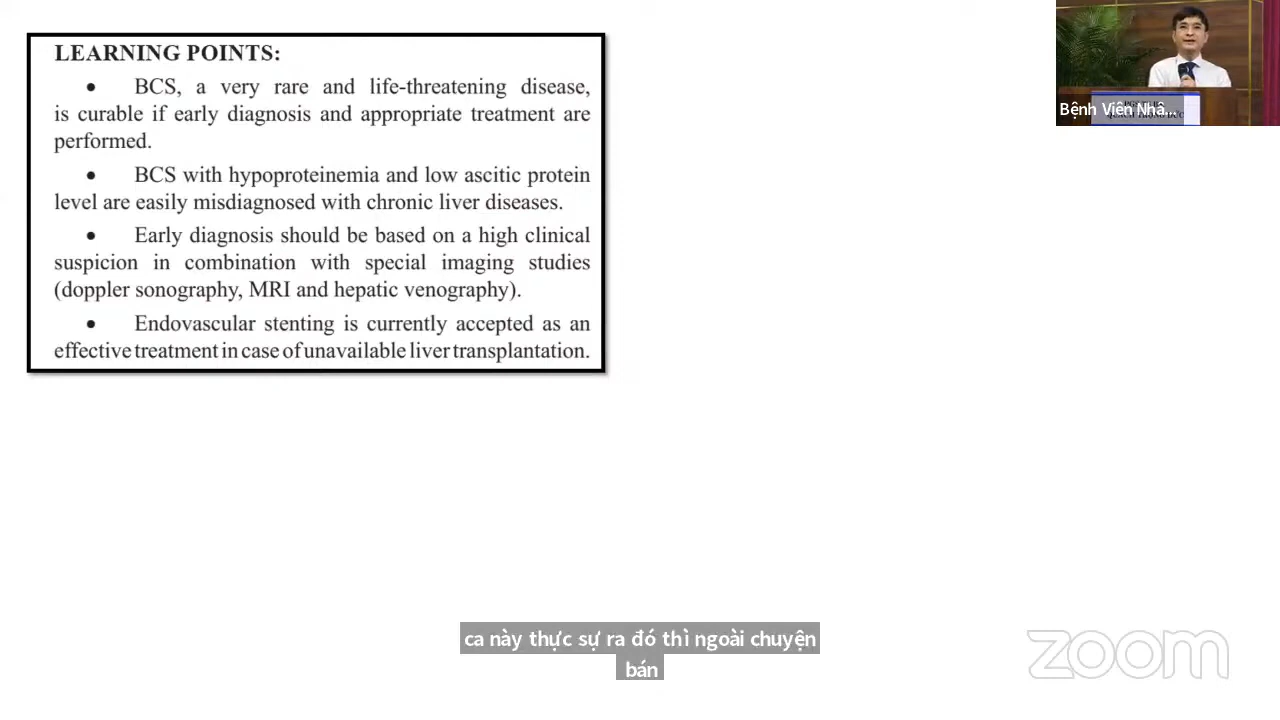 LEARNING POINTS:
• BCS, a very rare and life-threatening disease,
is curable if early diagnosis and appropriate treatment are
performed.
• BCS with hypoproteinemia and low ascitic protein
level are easily misdiagnosed with chronic liver diseases.
• Early diagnosis should be based on a high clinical
suspicion in combination with special imaging studies
(doppler sonography, MRI and hepatic venography).
• Endovascular stenting is currently accepted as an
effective treatment in case of unavailable liver transplantation.
Bệnh Viên Nhâ...
ca này thực sự ra đó thì ngoài chuyện
bán
zoom